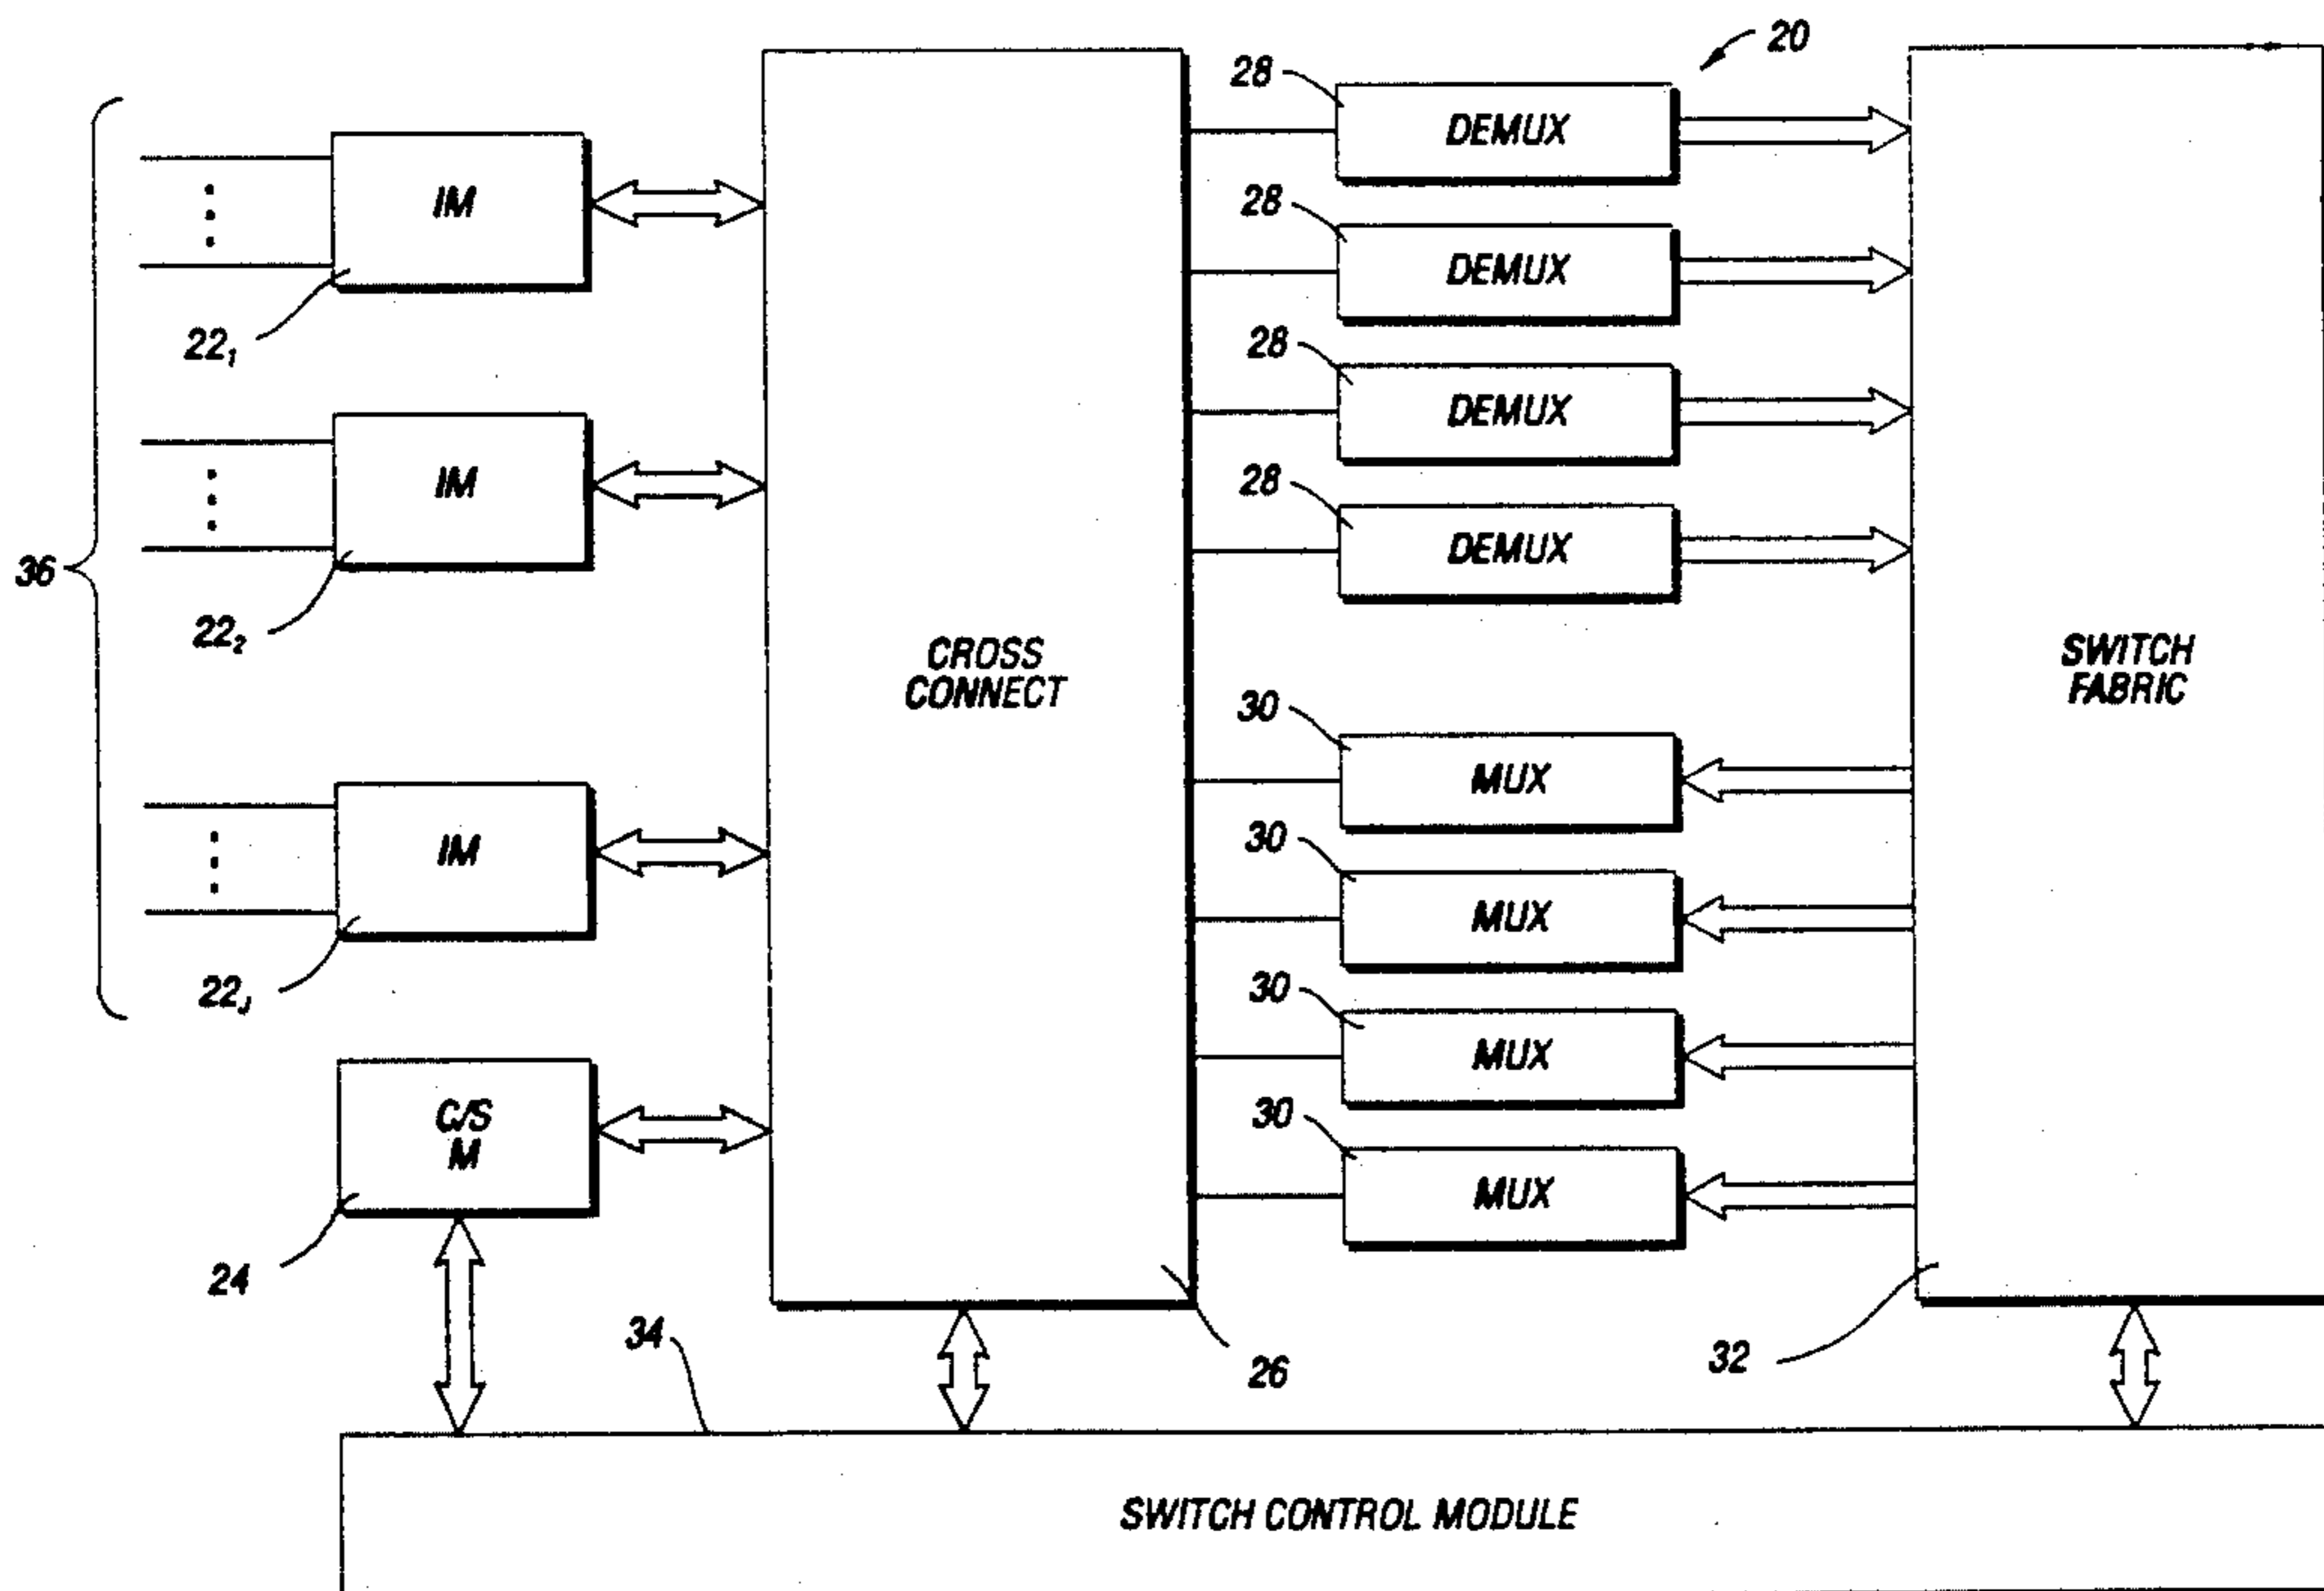 20
28
DEMUX
IM
28
DEMUX
22₁
28
DEMUX
IM
28
DEMUX
36
22₂
CROSS
CONNECT
SWITCH
FABRIC
30
MUX
IM
30
MUX
22ⱼ
30
MUX
C/S
M
30
MUX
24
34
26
32
SWITCH CONTROL MODULE